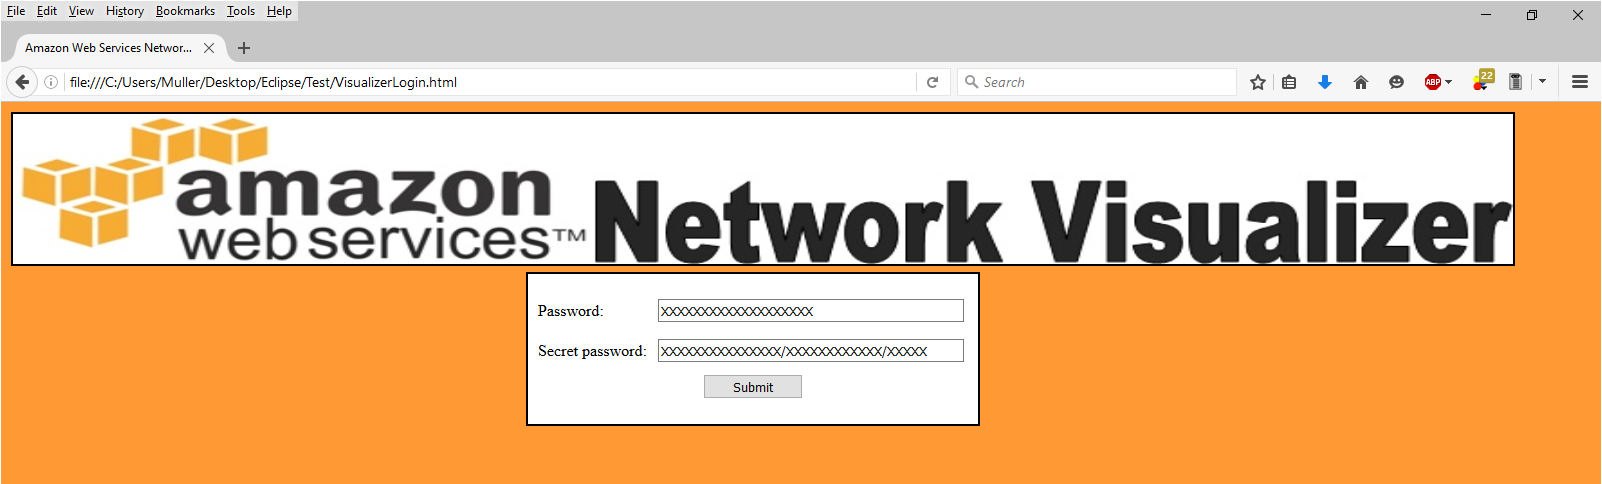 File Edit View History Bookmarks Tools Help
Amazon Web Services Networ...
file:///C:/Users/Muller/Desktop/Eclipse/Test/VisualizerLogin.html
Search
ABP
22
amazon
web services™ Network Visualizer
Password: XXXXXXXXXXXXXXXXXXX
Secret password: XXXXXXXXXXXXXXX/XXXXXXXXXXXX/XXXXX
Submit